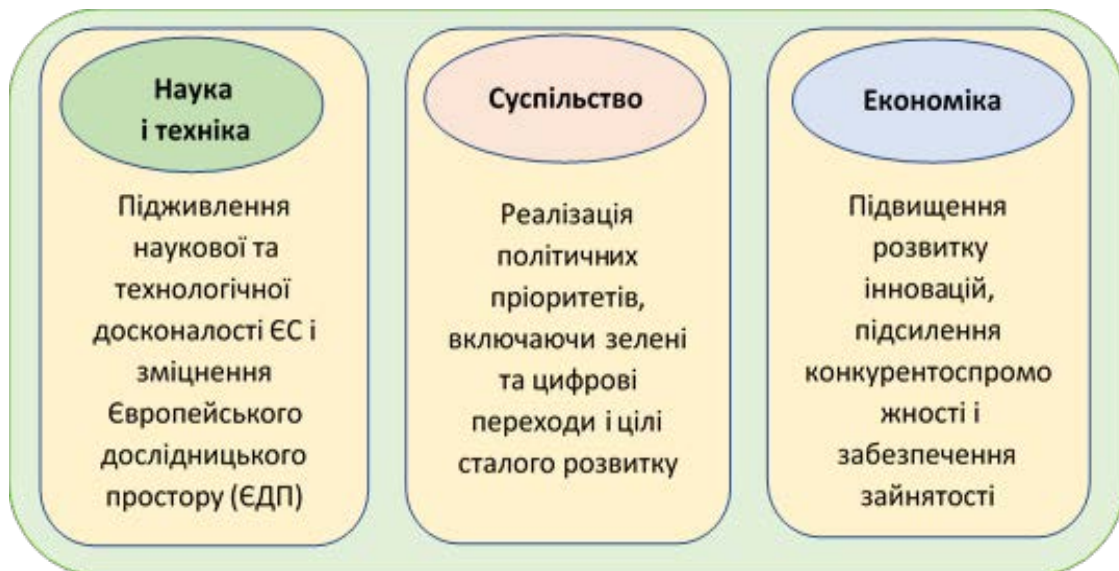 Наука
і техніка
Підживлення
наукової та
технологічної
досконалості ЄС і
зміцнення
Європейського
дослідницького
простору (ЄДП)
Суспільство
Реалізація
політичних
пріоритетів,
включаючи зелені
та цифрові
переходи і цілі
сталого розвитку
Економіка
Підвищення
розвитку
інновацій,
підсилення
конкурентоспромо
жності і
забезпечення
зайнятості